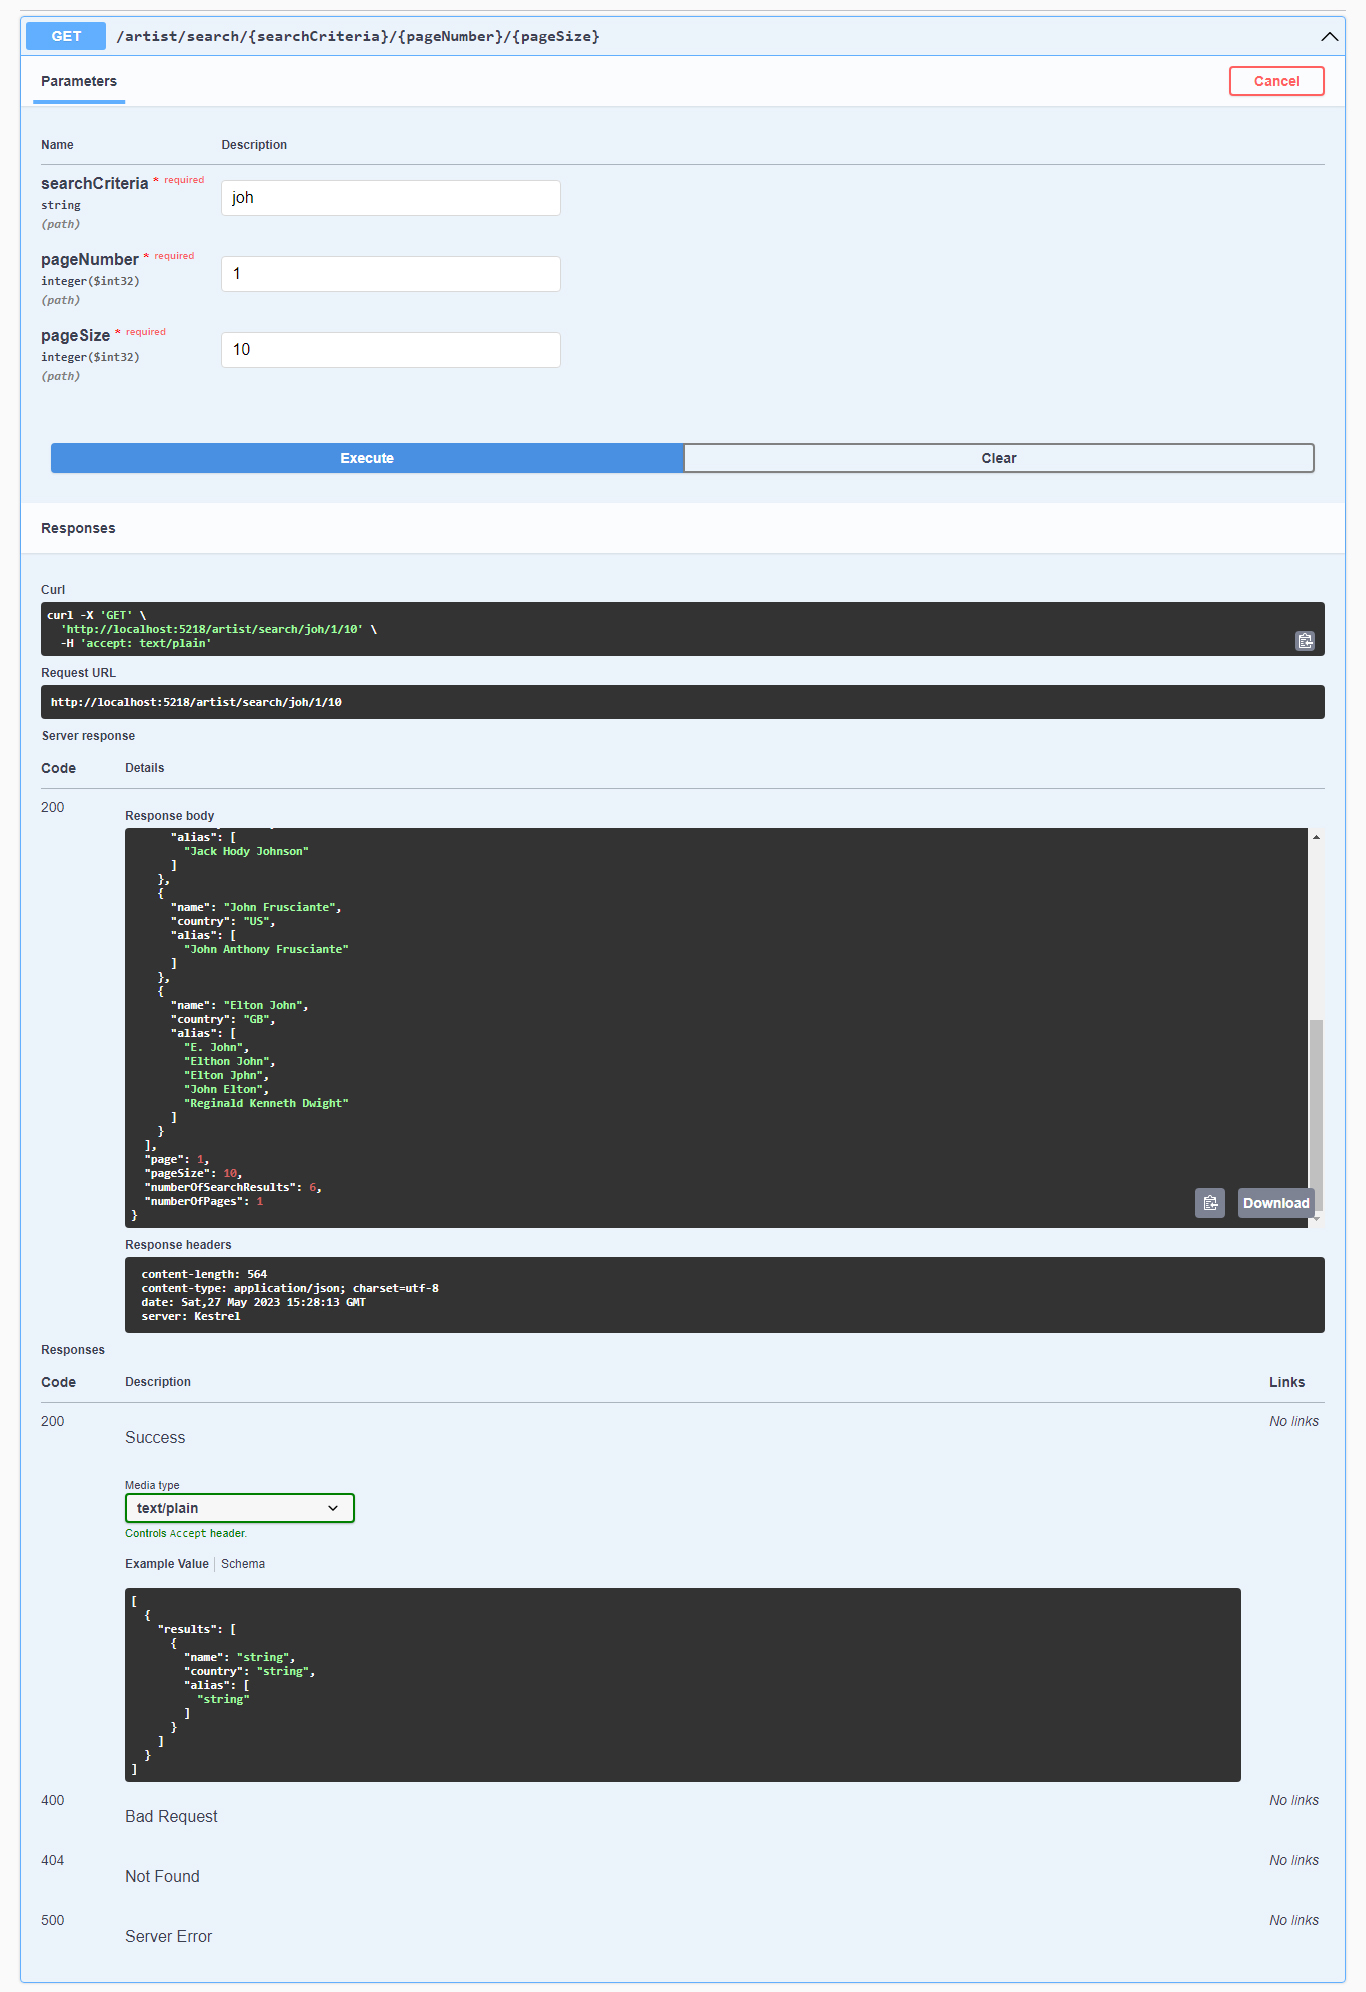 GET /artist/search/{searchCriteria}/{pageNumber}/{pageSize}
Parameters
Cancel
Name Description
searchCriteria * required
string
(path)
joh
pageNumber * required
integer($int32)
(path)
1
pageSize * required
integer($int32)
(path)
10
Execute Clear
Responses
Curl
curl -X 'GET' \
'http://localhost:5218/artist/search/joh/1/10' \
-H 'accept: text/plain'
Request URL
http://localhost:5218/artist/search/joh/1/10
Server response
Code Details
200
Response body
"alias": [
"Jack Hody Johnson"
]
},
{
"name": "John Frusciante",
"country": "US",
"alias": [
"John Anthony Frusciante"
]
},
{
"name": "Elton John",
"country": "GB",
"alias": [
"E. John",
"Elthon John",
"Elton Jphn",
"John Elton",
"Reginald Kenneth Dwight"
]
}
],
"page": 1,
"pageSize": 10,
"numberOfSearchResults": 6,
"numberOfPages": 1
}
Download
Response headers
content-length: 564
content-type: application/json; charset=utf-8
date: Sat,27 May 2023 15:28:13 GMT
server: Kestrel
Responses
Code Description Links
200 No links
Success
Media type
text/plain
Controls Accept header.
Example Value Schema
[
{
"results": [
{
"name": "string",
"country": "string",
"alias": [
"string"
]
}
]
}
]
400 No links
Bad Request
404 No links
Not Found
500 No links
Server Error